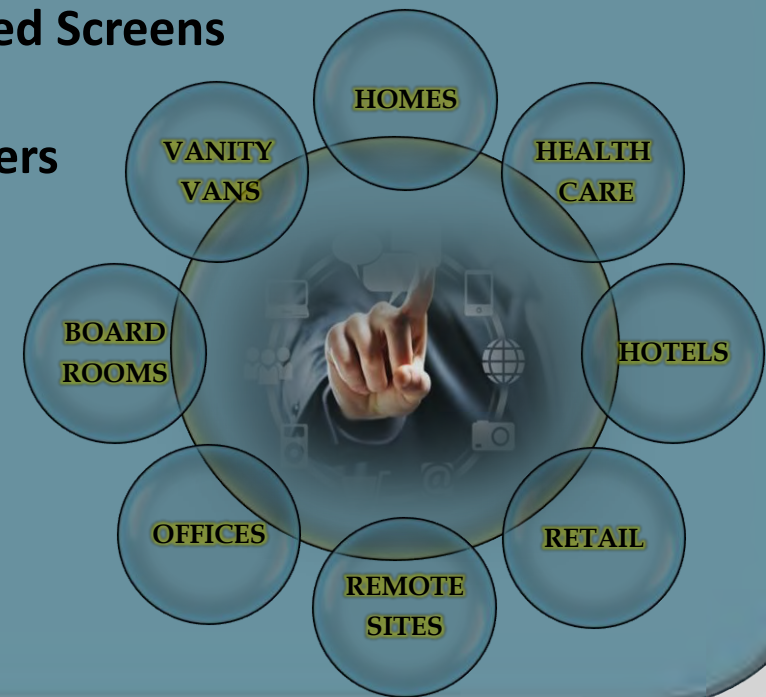 ed Screens
ers
HOMES
VANITY
VANS
HEALTH
CARE
BOARD
ROOMS
HOTELS
OFFICES
RETAIL
REMOTE
SITES